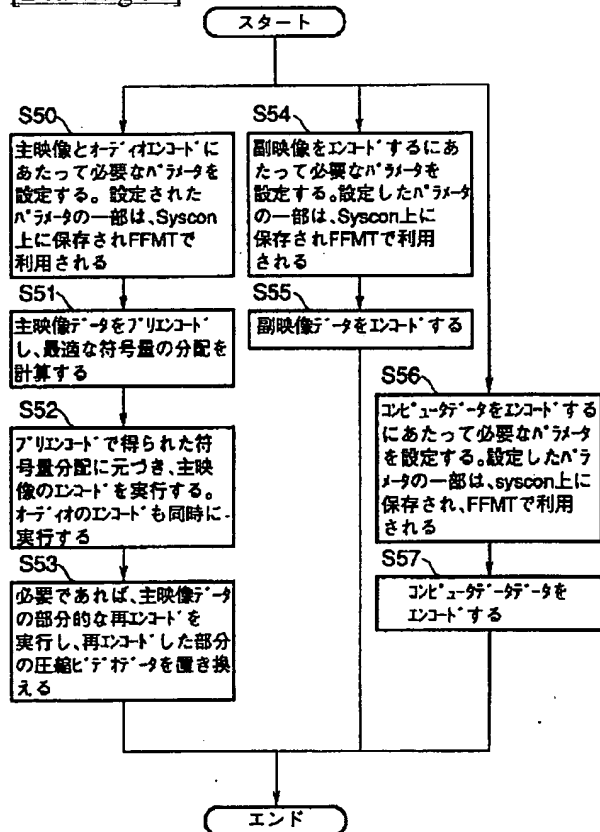 スタート
S50
主映像とオーディオエンコードに
あたって必要なパラメータを
設定する。設定された
パラメータの一部は、Syscon
上に保存されFFMTで
利用される
S51
主映像データをプリエンコード
し、最適な符号量の分配を
計算する
S52
プリエンコードで得られた符
号量分配に元づき、主映
像のエンコードを実行する。
オーディオのエンコードも同時に
実行する
S53
必要であれば、主映像データ
の部分的な再エンコードを
実行し、再エンコードした部分
の圧縮ビデオデータを置き換
える
S54
副映像をエンコードするにあ
たって必要なパラメータを
設定する。設定したパラメータ
の一部は、Syscon上に
保存されFFMTで利用
される
S55
副映像データをエンコードする
S56
コンピュータデータをエンコードする
にあたって必要なパラメータ
を設定する。設定したパラ
メータの一部は、syscon上に
保存され、FFMTで利用
される
S57
コンピュータデータデータを
エンコードする
エンド